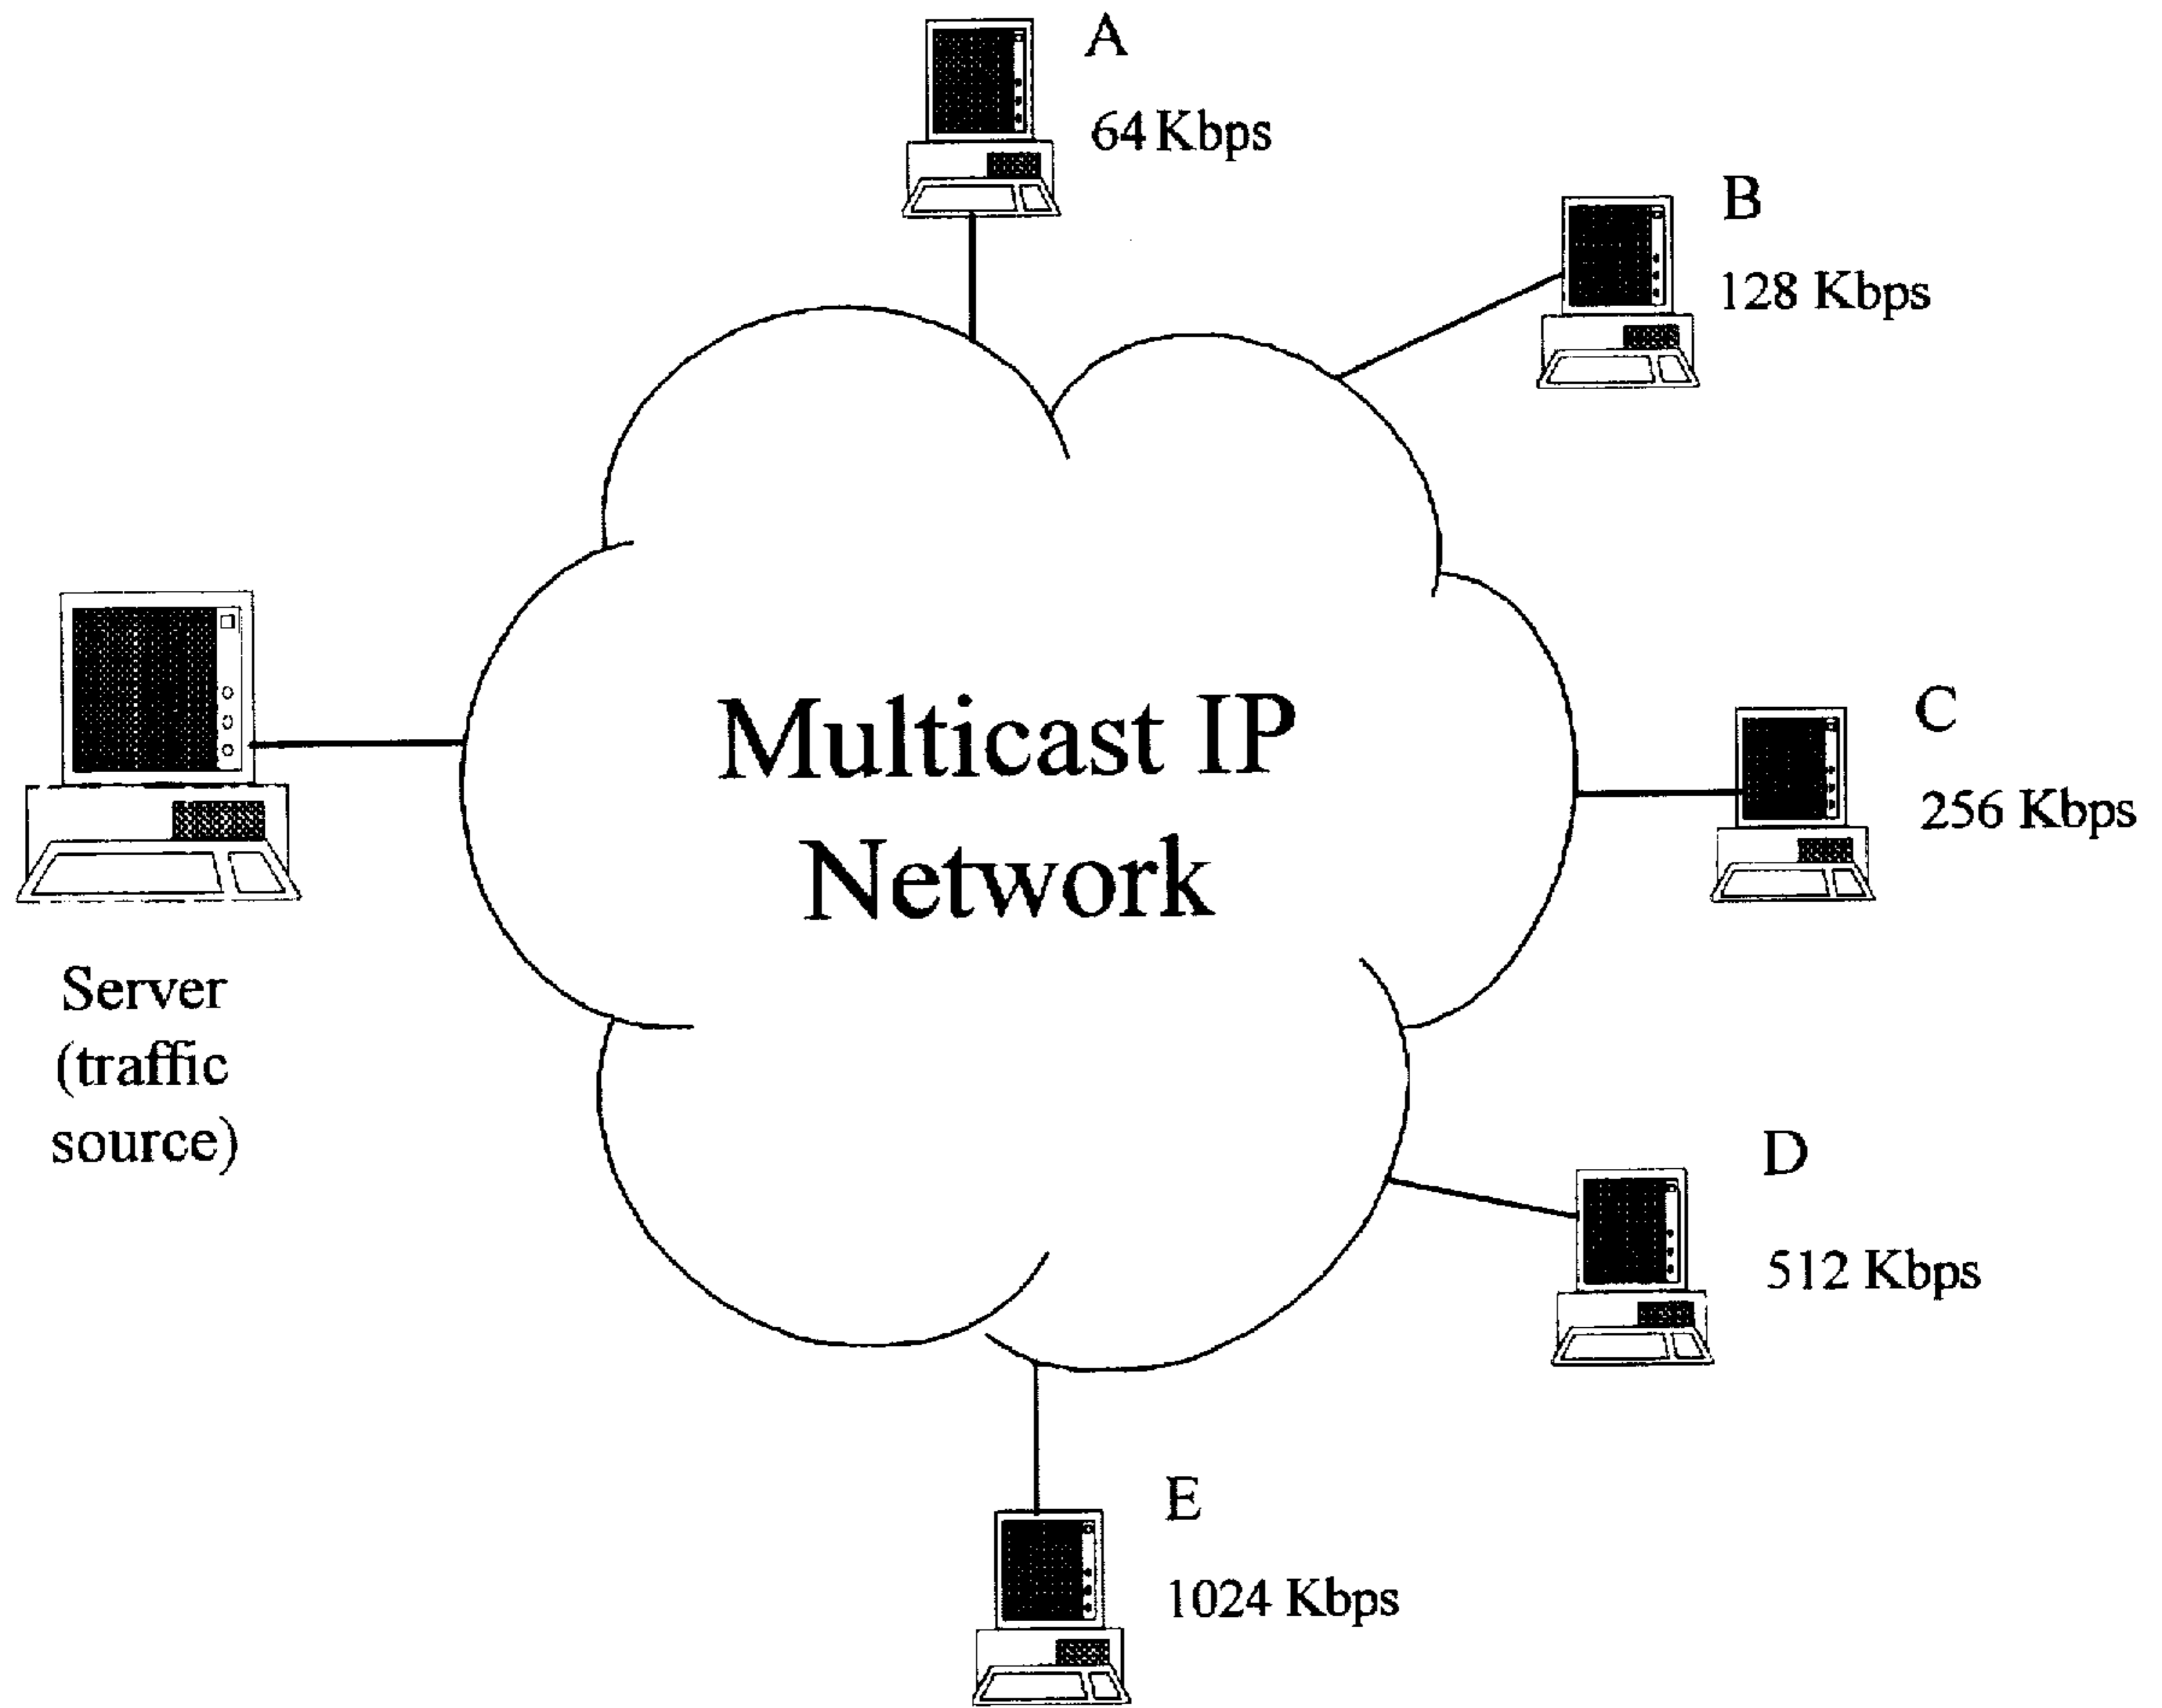 A
64 Kbps
B
128 Kbps
Multicast IP
Network
C
256 Kbps
Server
(traffic
source)
D
512 Kbps
E
1024 Kbps